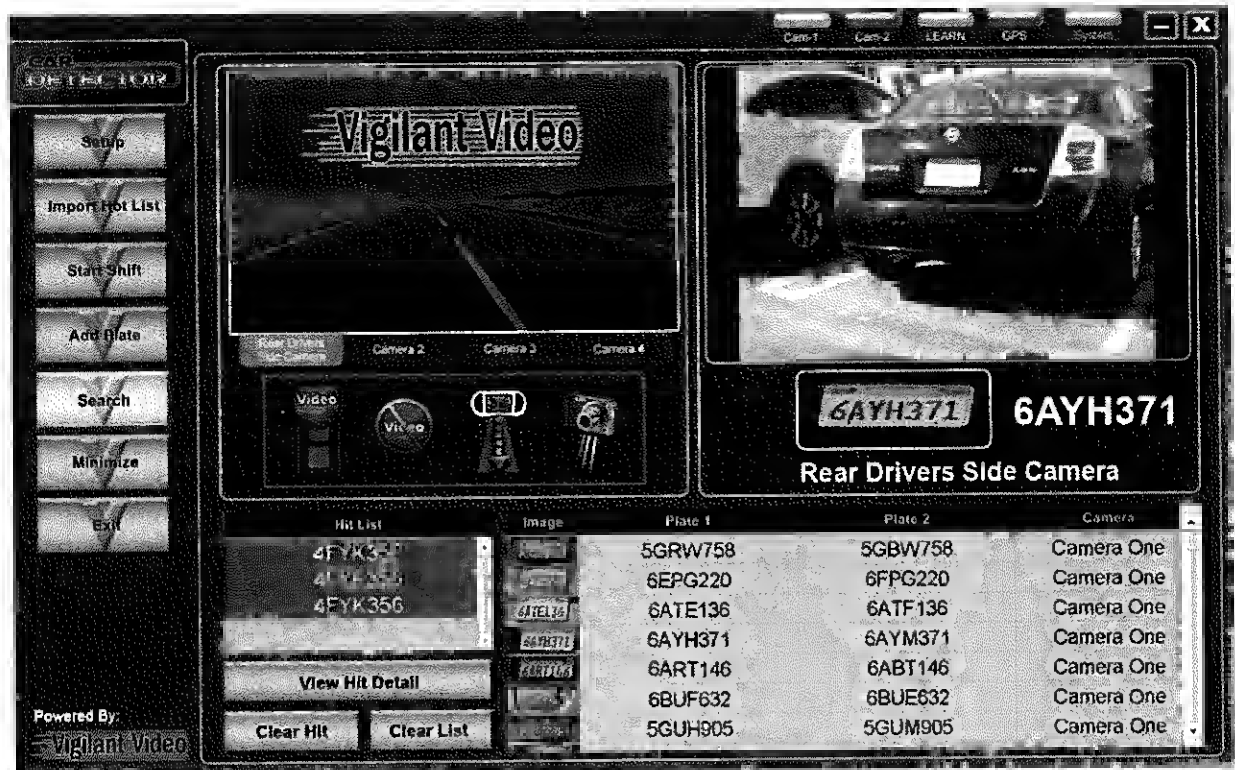 Cam-1 Cam-2 LEARN GPS System
CAR
DETECTOR
Setup
Import Hot List
Start Shift
Add Plate
Search
Minimize
Exit
Powered By:
Vigilant Video
Vigilant Video
Rear Drivers
Side Camera
Camera 2 Camera 3 Camera 4
Video
Video
6AYH371 6AYH371
Rear Drivers Side Camera
Hit List
4FYK356
View Hit Detail
Clear Hit Clear List
Image Plate 1 Plate 2 Camera
5GRW758 5GBW758 Camera One
6EPG220 6FPG220 Camera One
6ATE136 6ATE136 6ATF136 Camera One
6AYH371 6AYH371 6AYM371 Camera One
6ART146 6ART146 6ABT146 Camera One
6BUF632 6BUE632 Camera One
5GUH905 5GUM905 Camera One